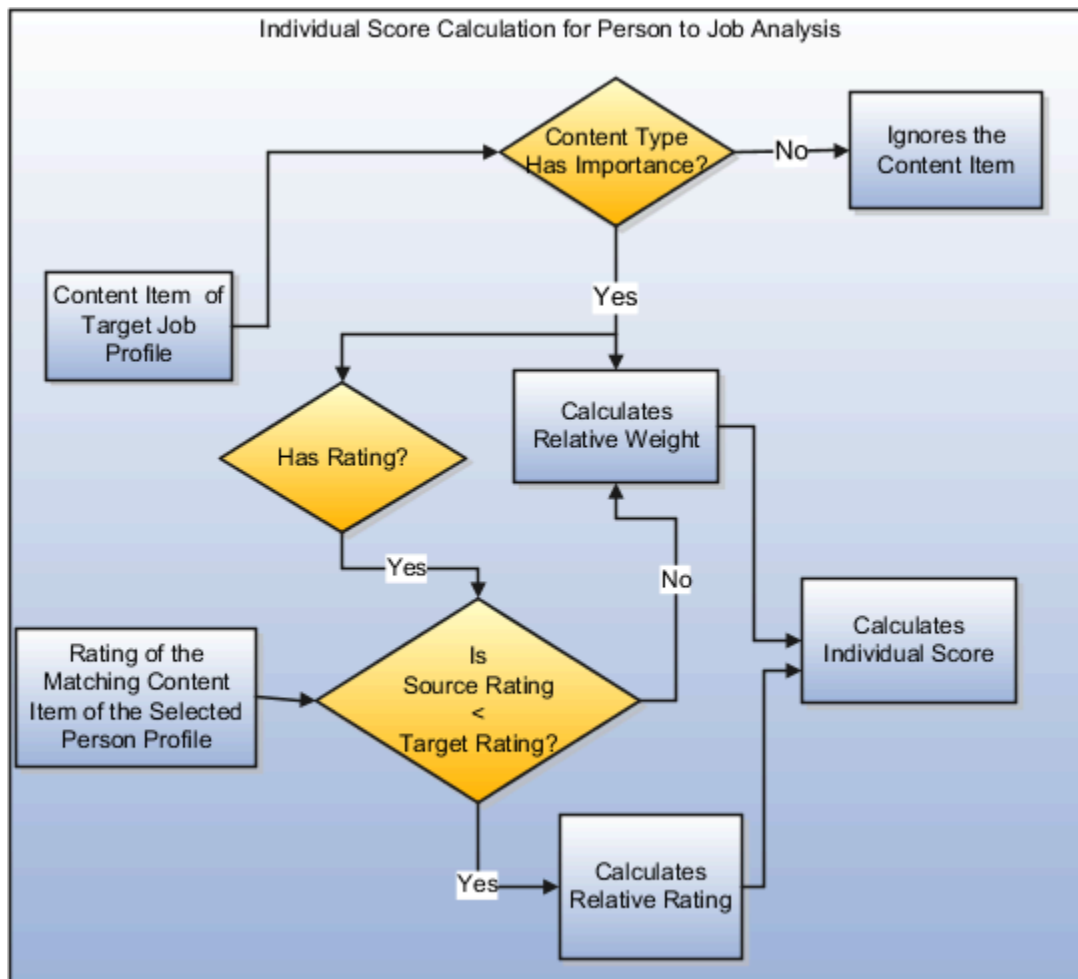 Individual Score Calculation for Person to Job Analysis
Content Type
Has Importance?
No
Ignores the
Content Item
Yes
Content Item of
Target Job
Profile
Has Rating?
Calculates
Relative Weight
Yes
No
Rating of the
Matching Content
Item of the Selected
Person Profile
Is
Source Rating
<
Target Rating?
Calculates
Individual Score
Yes
Calculates
Relative Rating